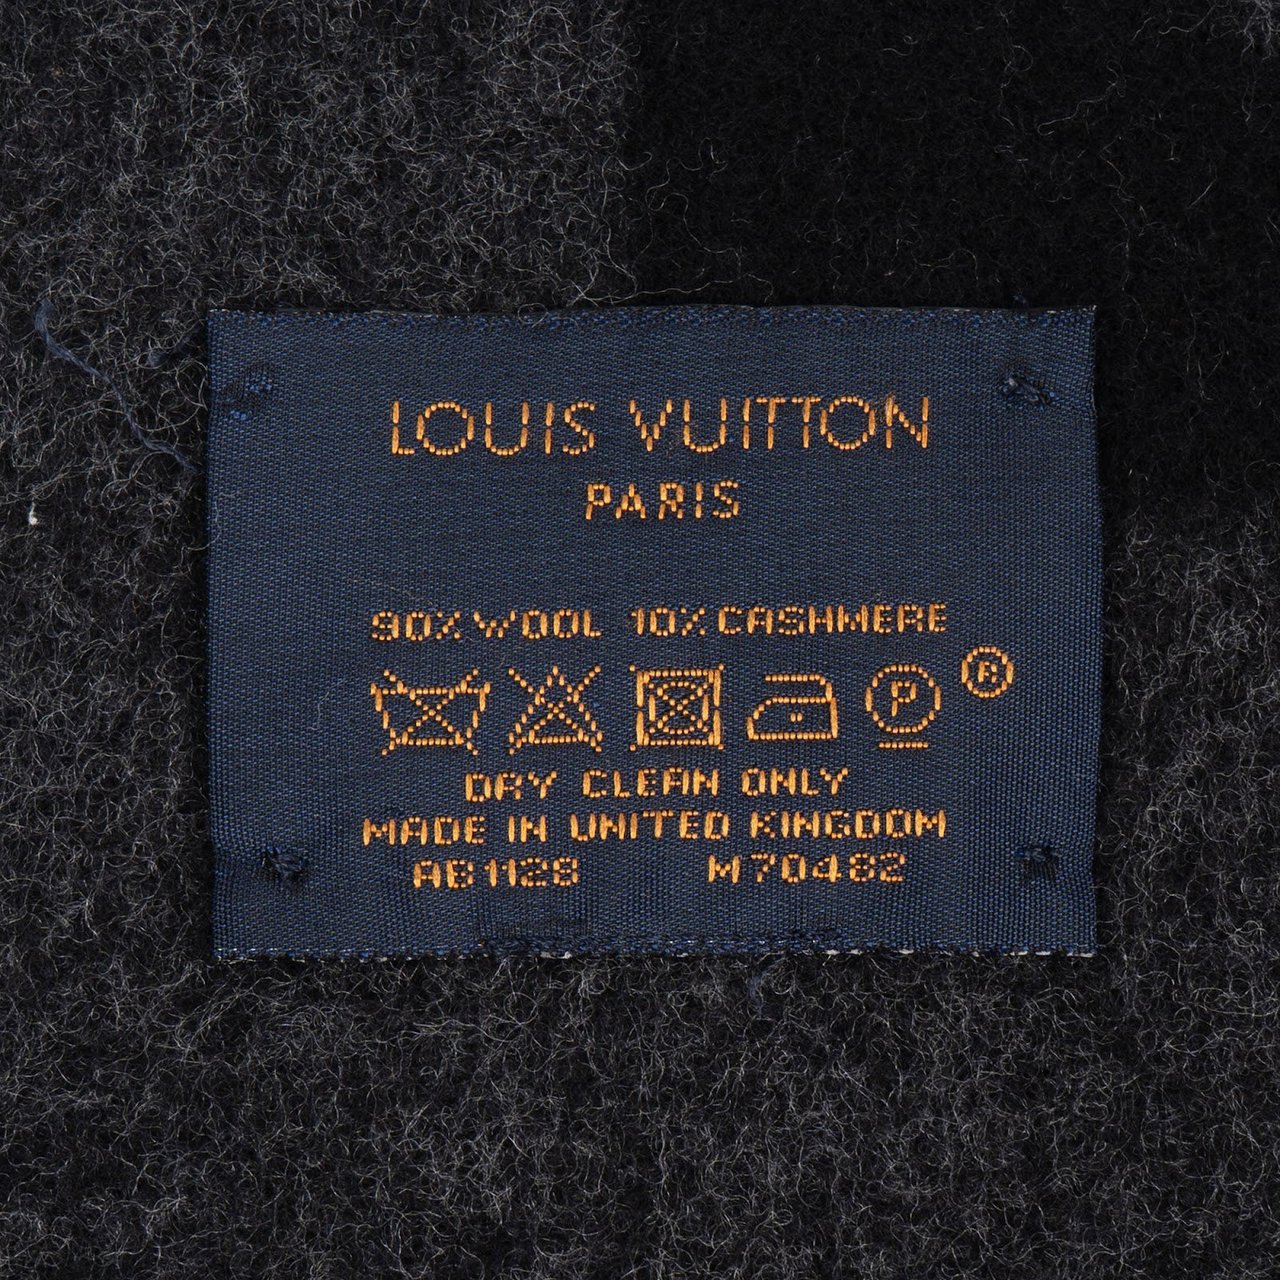 LOUIS VUITTON
PARIS
90% WOOL 10% CASHMERE
P ®
DRY CLEAN ONLY
MADE IN UNITED KINGDOM
AB1128 M70482